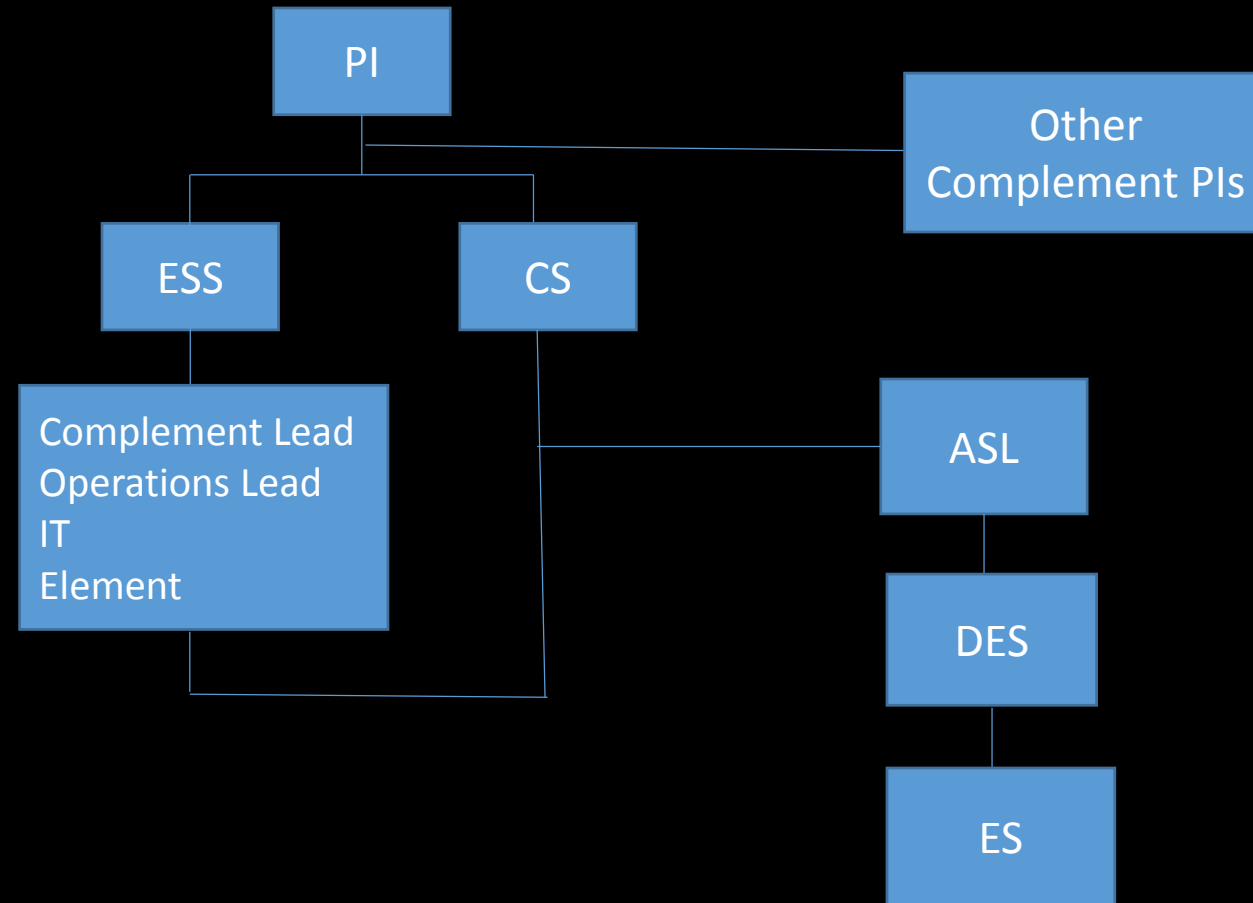 PI
Other
Complement PIs
ESS
CS
Complement Lead
Operations Lead
IT
Element
ASL
DES
ES